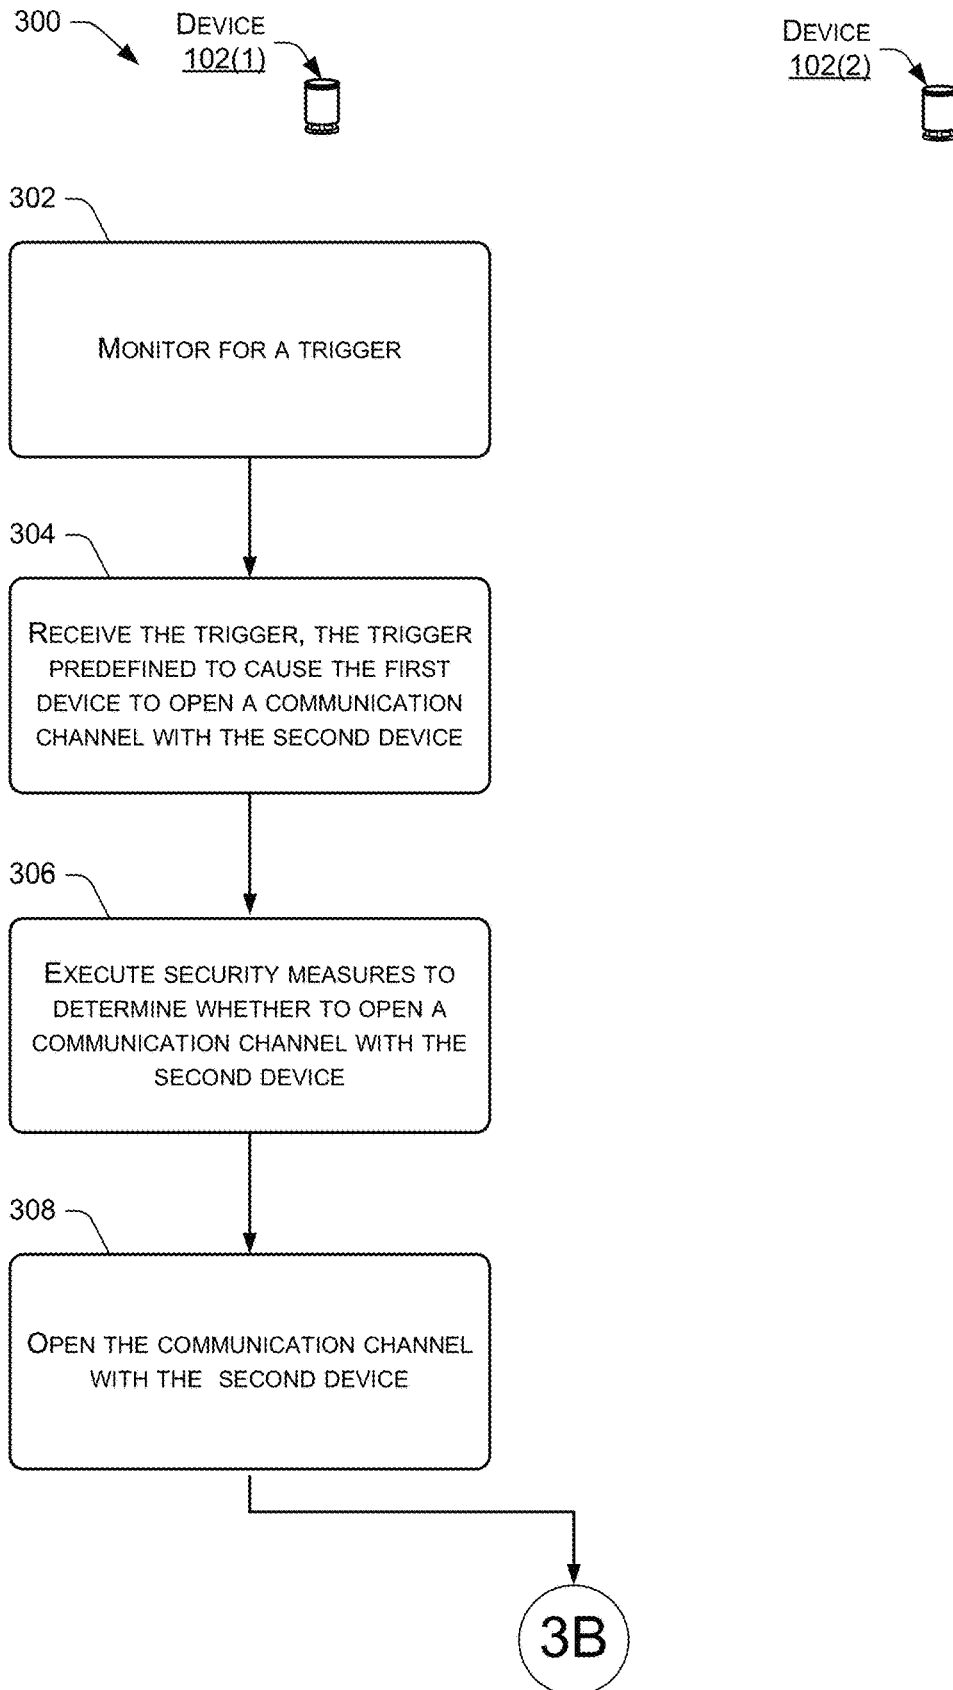 300
DEVICE
102(1)
DEVICE
102(2)
302
MONITOR FOR A TRIGGER
304
RECEIVE THE TRIGGER, THE TRIGGER
PREDEFINED TO CAUSE THE FIRST
DEVICE TO OPEN A COMMUNICATION
CHANNEL WITH THE SECOND DEVICE
306
EXECUTE SECURITY MEASURES TO
DETERMINE WHETHER TO OPEN A
COMMUNICATION CHANNEL WITH THE
SECOND DEVICE
308
OPEN THE COMMUNICATION CHANNEL
WITH THE SECOND DEVICE
3B